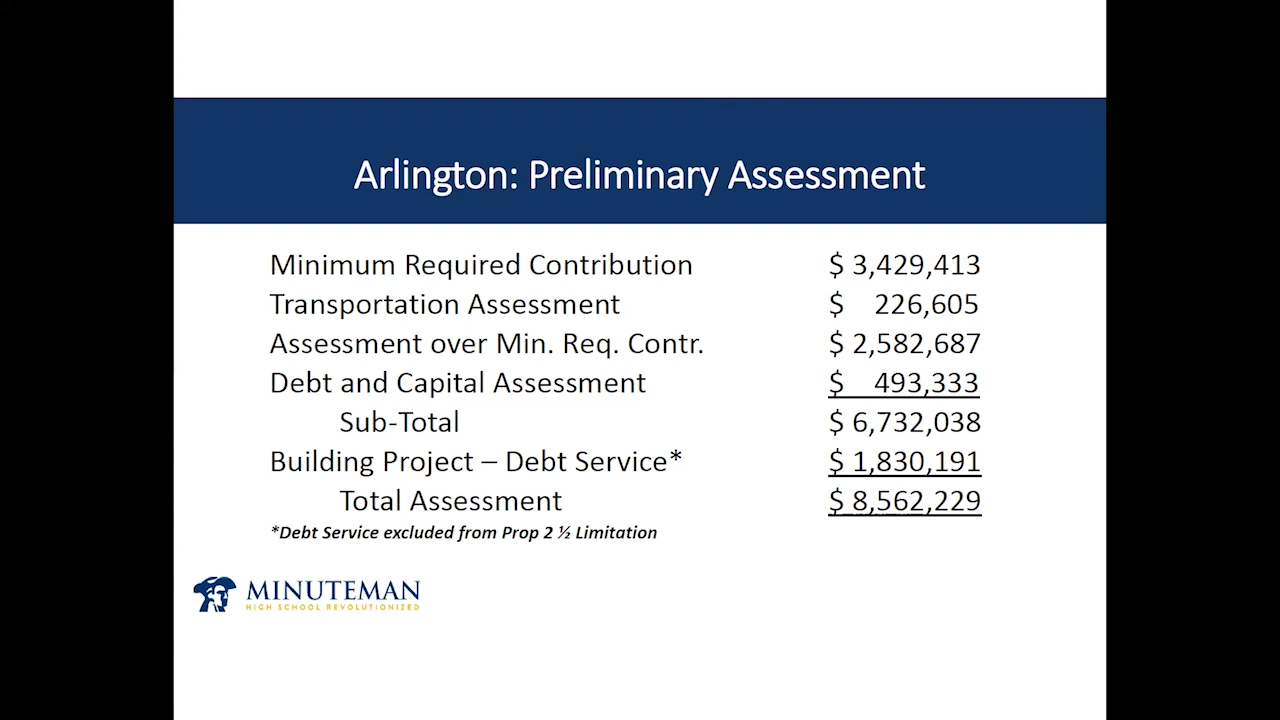 Arlington: Preliminary Assessment
Minimum Required Contribution $ 3,429,413
Transportation Assessment $ 226,605
Assessment over Min. Req. Contr. $ 2,582,687
Debt and Capital Assessment $ 493,333
Sub-Total $ 6,732,038
Building Project – Debt Service* $ 1,830,191
Total Assessment $ 8,562,229
*Debt Service excluded from Prop 2 ½ Limitation
MINUTEMAN
HIGH SCHOOL REVOLUTIONIZED